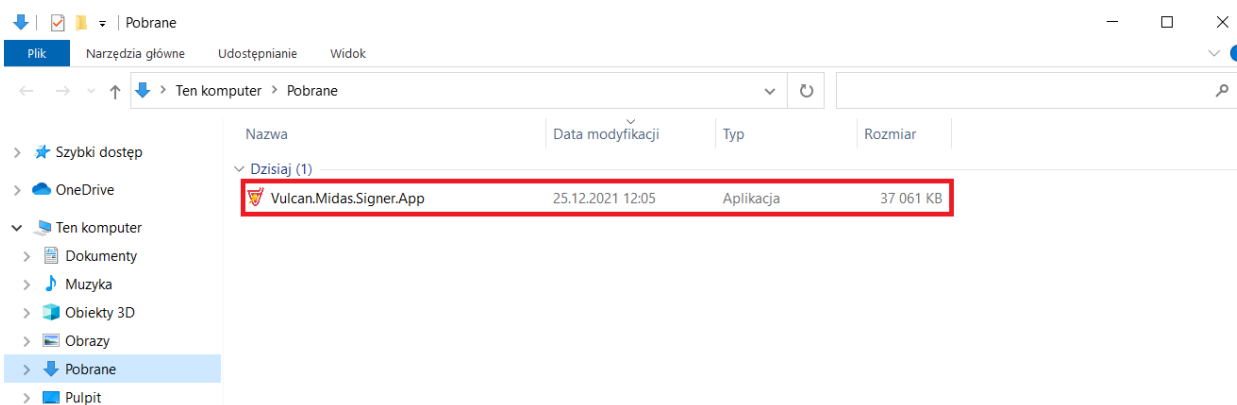 Pobrane
Plik Narzędzia główne Udostępnianie Widok
Ten komputer > Pobrane
Nazwa Data modyfikacji Typ Rozmiar
Szybki dostęp
Dzisiaj (1)
OneDrive
Vulcan.Midas.Signer.App 25.12.2021 12:05 Aplikacja 37 061 KB
Ten komputer
Dokumenty
Muzyka
Obiekty 3D
Obrazy
Pobrane
Pulpit